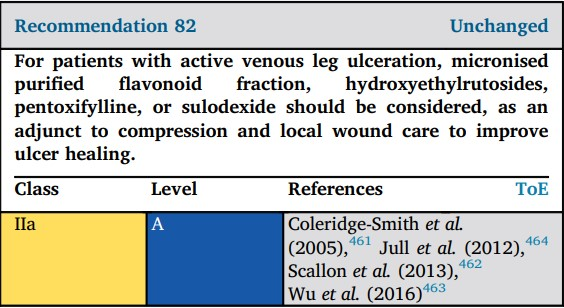 Recommendation 82 Unchanged
For patients with active venous leg ulceration, micronised
purified flavonoid fraction, hydroxyethylrutosides,
pentoxifylline, or sulodexide should be considered, as an
adjunct to compression and local wound care to improve
ulcer healing.
Class Level References ToE
IIa A Coleridge-Smith et al.
(2005),461 Jull et al. (2012),464
Scallon et al. (2013),462
Wu et al. (2016)463